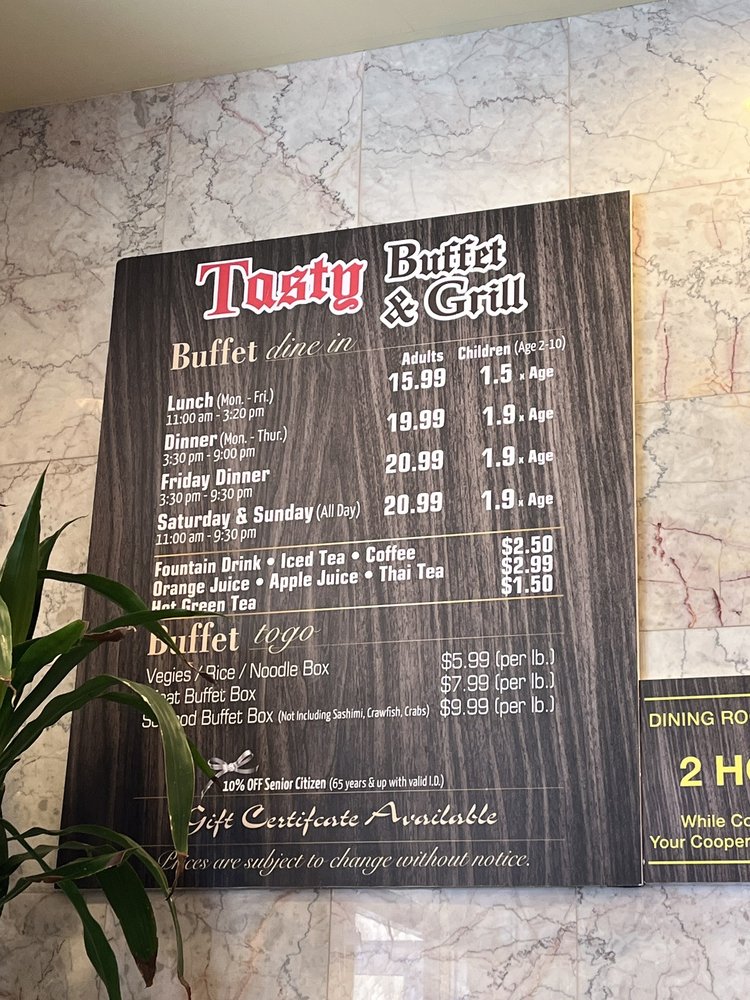 Tasty Buffet
& Grill
Buffet dine in Adults Children (Age 2-10)
Lunch (Mon. - Fri.) 15.99 1.5 x Age
11:00 am - 3:20 pm
Dinner (Mon. - Thur.) 19.99 1.9 x Age
3:30 pm - 9:00 pm
Friday Dinner 20.99 1.9 x Age
3:30 pm - 9:30 pm
Saturday & Sunday (All Day) 20.99 1.9 x Age
11:00 am - 9:30 pm
Fountain Drink • Iced Tea • Coffee $2.50
Orange Juice • Apple Juice • Thai Tea $2.99
Hot Green Tea $1.50
Buffet togo
Vegies / Rice / Noodle Box $5.99 (per lb.)
Buffet Box $7.99 (per lb.)
Buffet Box (Not Including Sashimi, Crawfish, Crabs) $9.99 (per lb.)
10% OFF Senior Citizen (65 years & up with valid I.D.)
Gift Certifcate Available
Prices are subject to change without notice.
DINING
2
While
Your